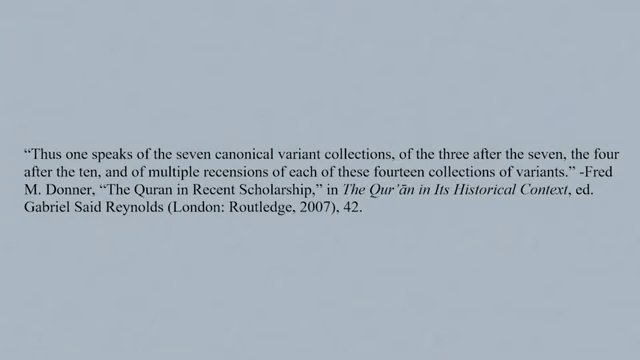 “Thus one speaks of the seven canonical variant collections, of the three after the seven, the four
after the ten, and of multiple recensions of each of these fourteen collections of variants.” -Fred
M. Donner, “The Quran in Recent Scholarship,” in The Qur’ān in Its Historical Context, ed.
Gabriel Said Reynolds (London: Routledge, 2007), 42.